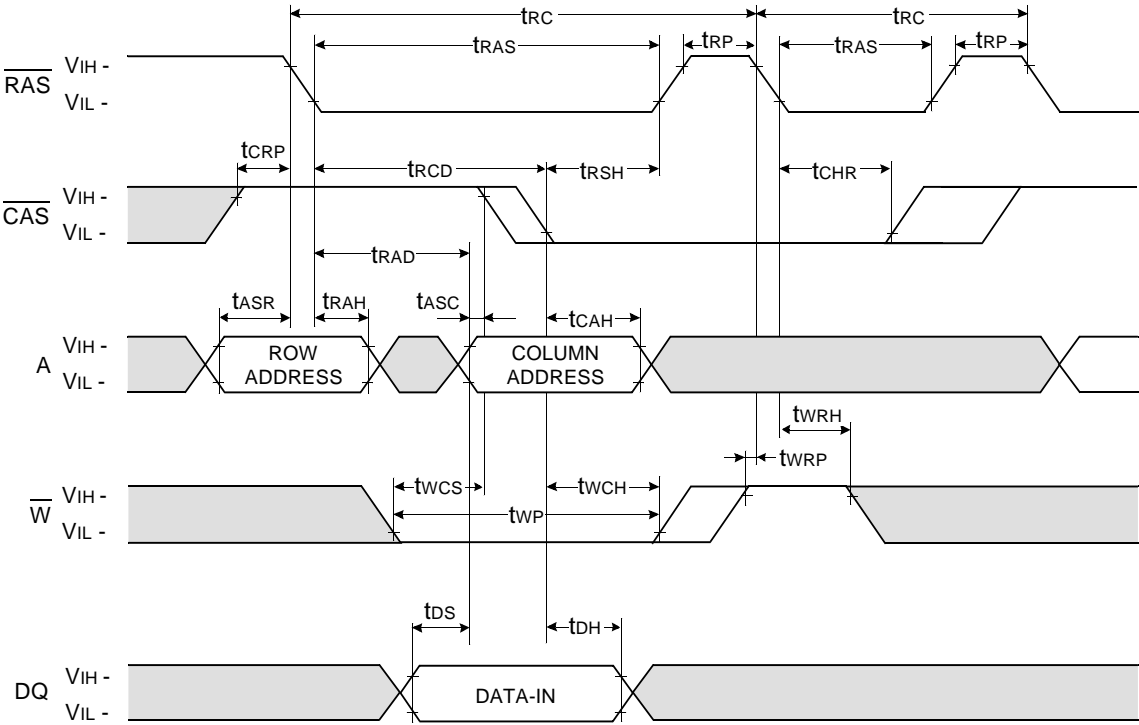 tRC tRC
tRAS tRP tRAS tRP
RAS VIH -
VIL -
tCRP tRCD tRSH tCHR
CAS VIH -
VIL -
tRAD
tASR tRAH tASC tCAH
A VIH -
VIL -
ROW ADDRESS
COLUMN ADDRESS
tWRH
tWRP
tWCS tWCH
W VIH -
VIL -
tWP
tDS tDH
DQ VIH -
VIL -
DATA-IN